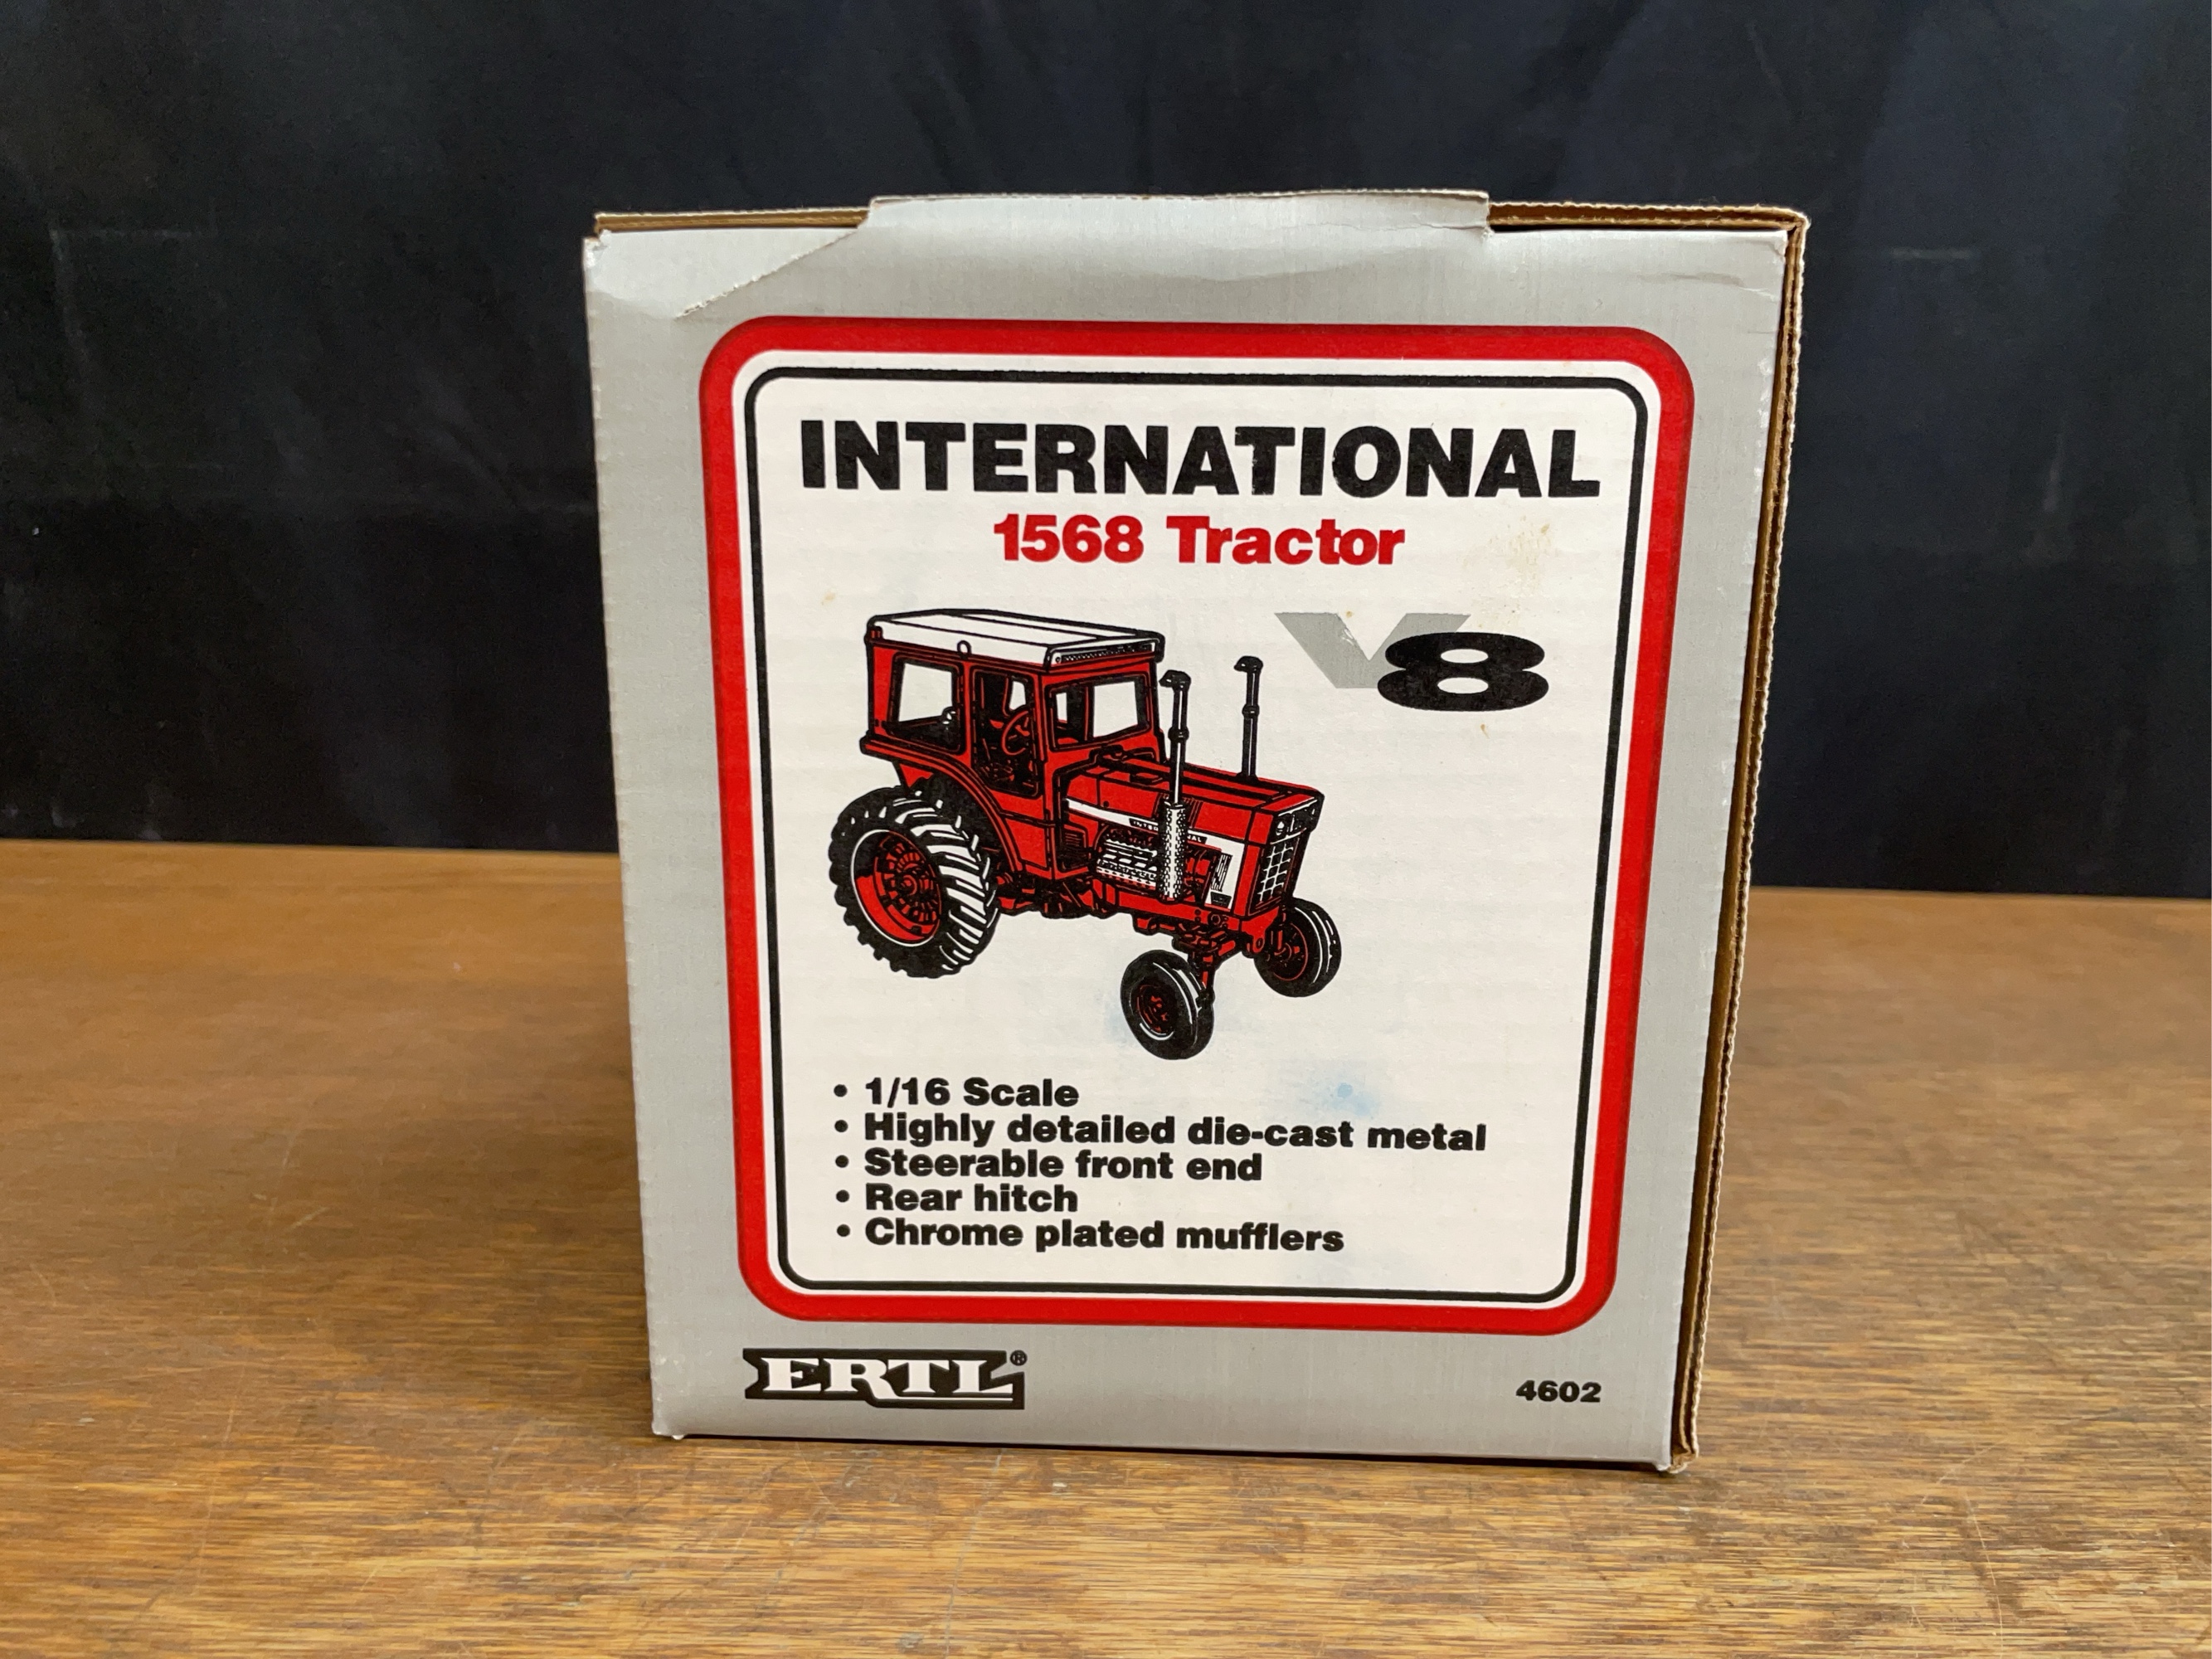 INTERNATIONAL
1568 Tractor
V8
INTERNATIONAL
• 1/16 Scale
• Highly detailed die-cast metal
• Steerable front end
• Rear hitch
• Chrome plated mufflers
ERTL®
4602